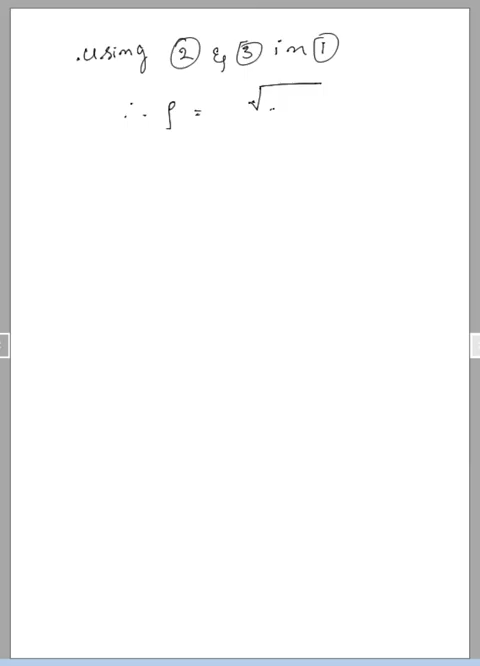 .using ② & ③ in ①
∴ ρ = √..